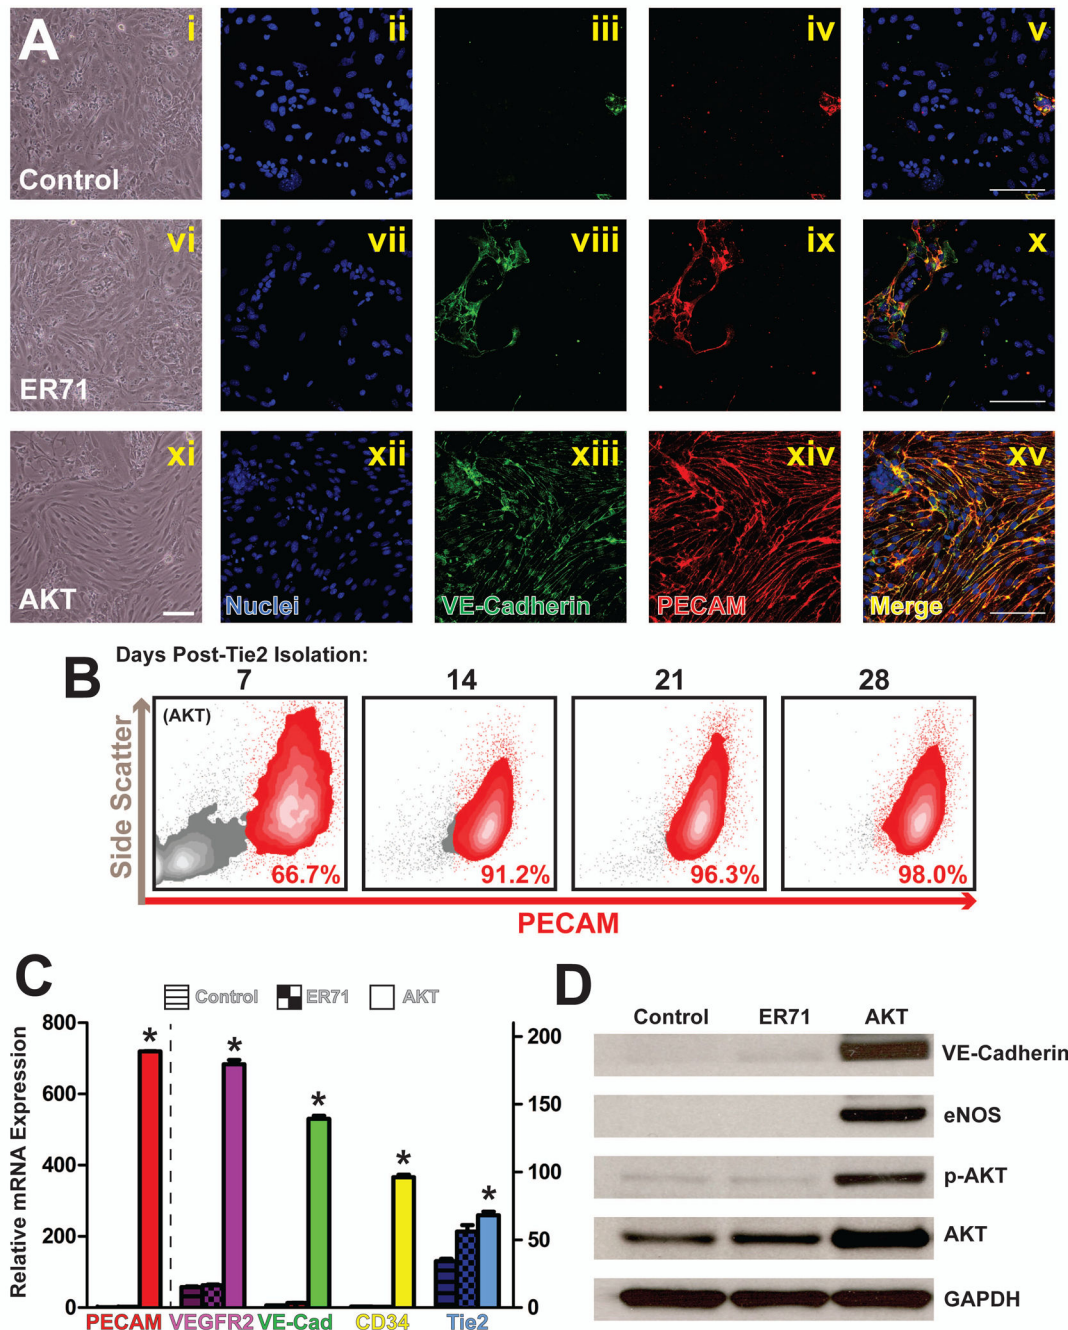 A
i
ii
iii
iv
v
Control
vi
vii
viii
ix
x
ER71
xi
xii
xiii
xiv
xv
AKT
Nuclei
VE-Cadherin
PECAM
Merge
B
Days Post-Tie2 Isolation:
7
14
21
28
Side Scatter
(AKT)
66.7%
91.2%
96.3%
98.0%
PECAM
C
Control
ER71
AKT
Relative mRNA Expression
800
600
400
200
0
*
*
*
*
*
200
150
100
50
0
PECAM
VEGFR2
VE-Cad
CD34
Tie2
D
Control
ER71
AKT
VE-Cadherin
eNOS
p-AKT
AKT
GAPDH